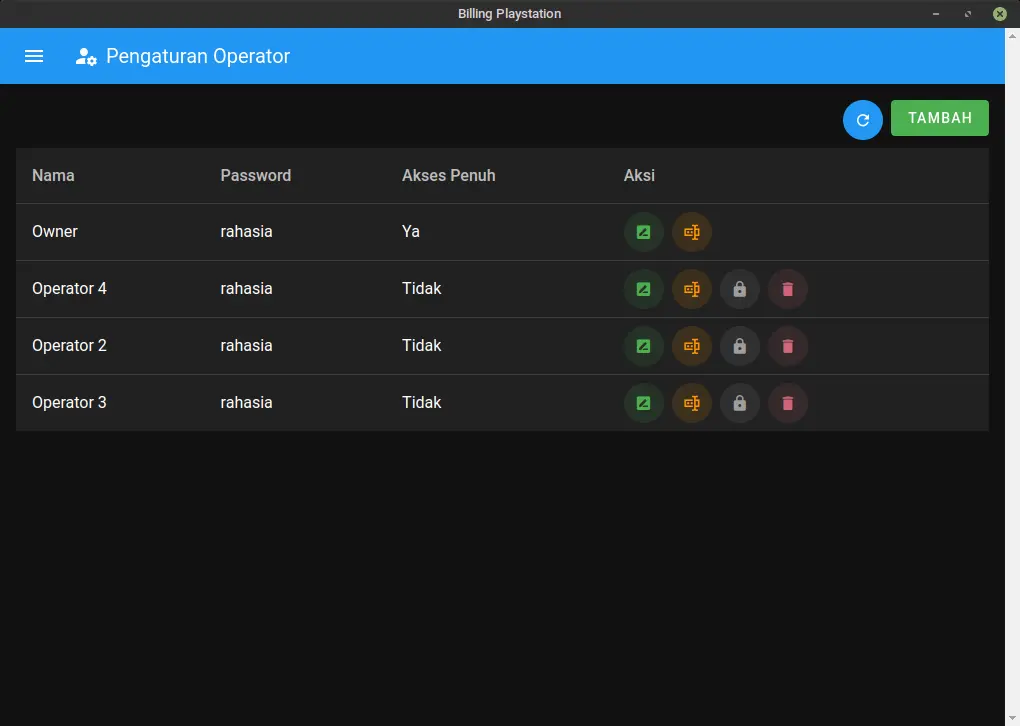 Billing Playstation
Pengaturan Operator
TAMBAH
Nama Password Akses Penuh Aksi
Owner rahasia Ya
Operator 4 rahasia Tidak
Operator 2 rahasia Tidak
Operator 3 rahasia Tidak